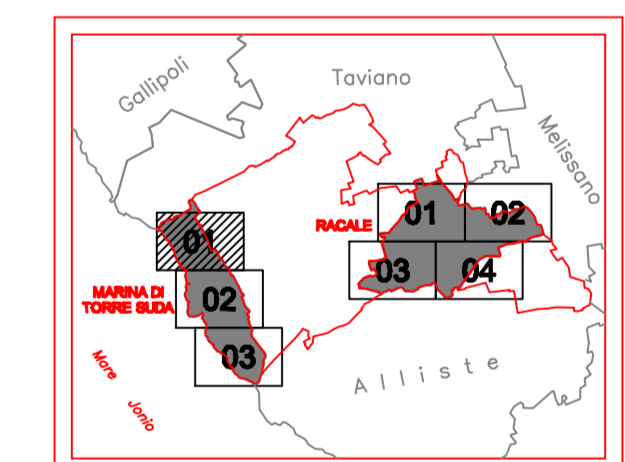 Gallipoli
Taviano
Melissano
RACALE
01
02
03
04
01
02
03
MARINA DI
TORRE SUDA
Mare
Jonio
Alliste